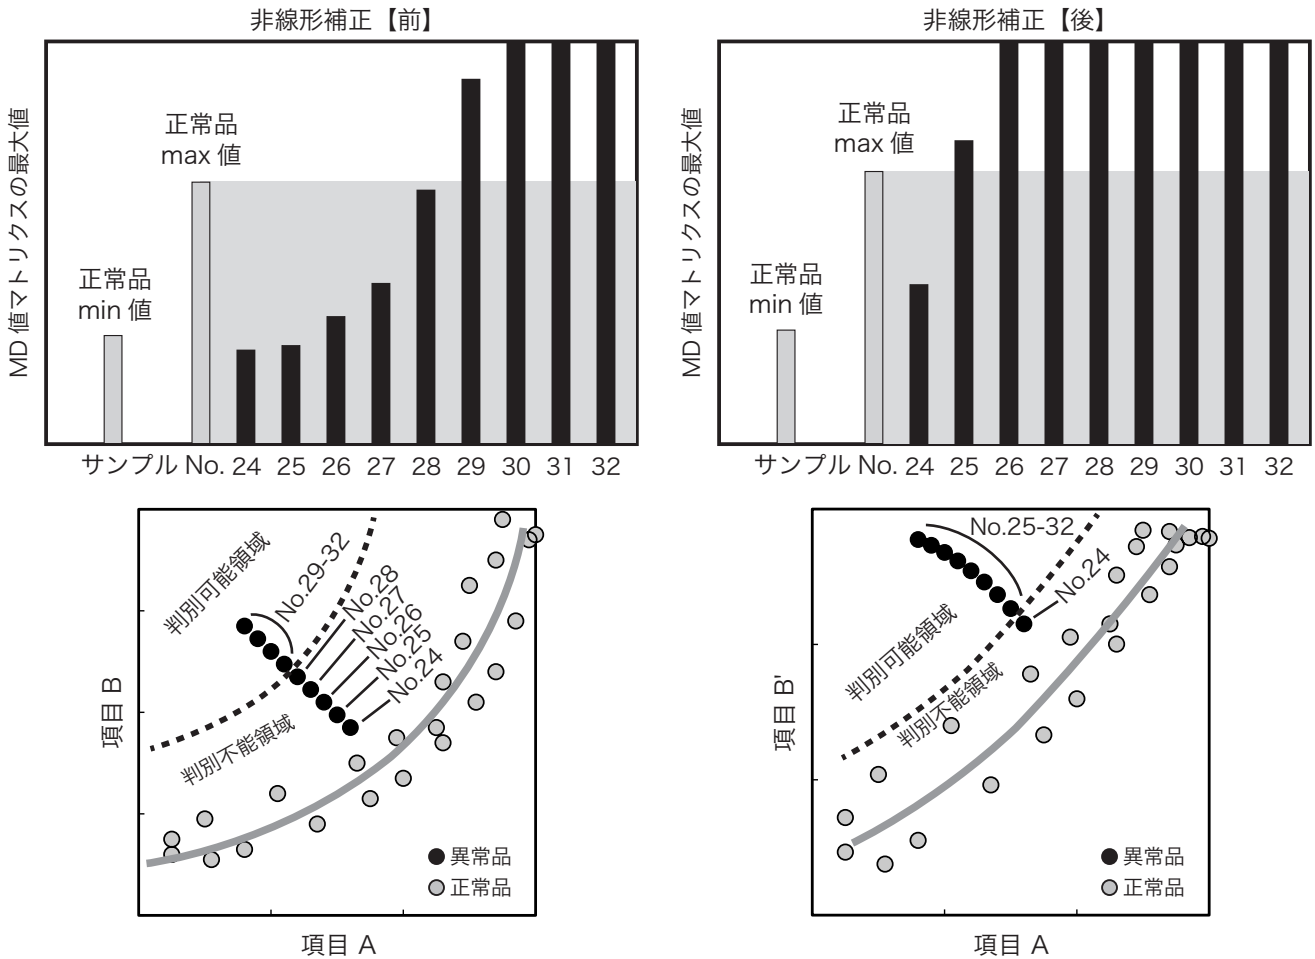 非線形補正【前】
MD 値マトリクスの最大値
正常品
max 値
正常品
min 値
サンプル No. 24 25 26 27 28 29 30 31 32
非線形補正【後】
MD 値マトリクスの最大値
正常品
max 値
正常品
min 値
サンプル No. 24 25 26 27 28 29 30 31 32
項目 B
判別可能領域
No.29-32
No.28
No.27
No.26
No.25
No.24
判別不能領域
異常品
正常品
項目 A
項目 B'
No.25-32
No.24
判別可能領域
判別不能領域
異常品
正常品
項目 A